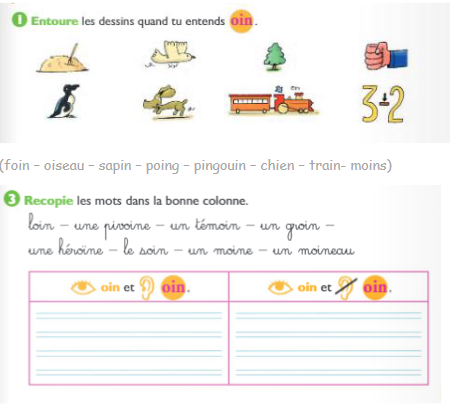 1 Entoure les dessins quand tu entends oin.
3-2
(foin – oiseau – sapin – poing – pingouin – chien – train- moins)
3 Recopie les mots dans la bonne colonne.
loin – une pivoine – un témoin – un groin –
une héroïne – le soin – un moine – un moineau
oin et oin. oin et oin.